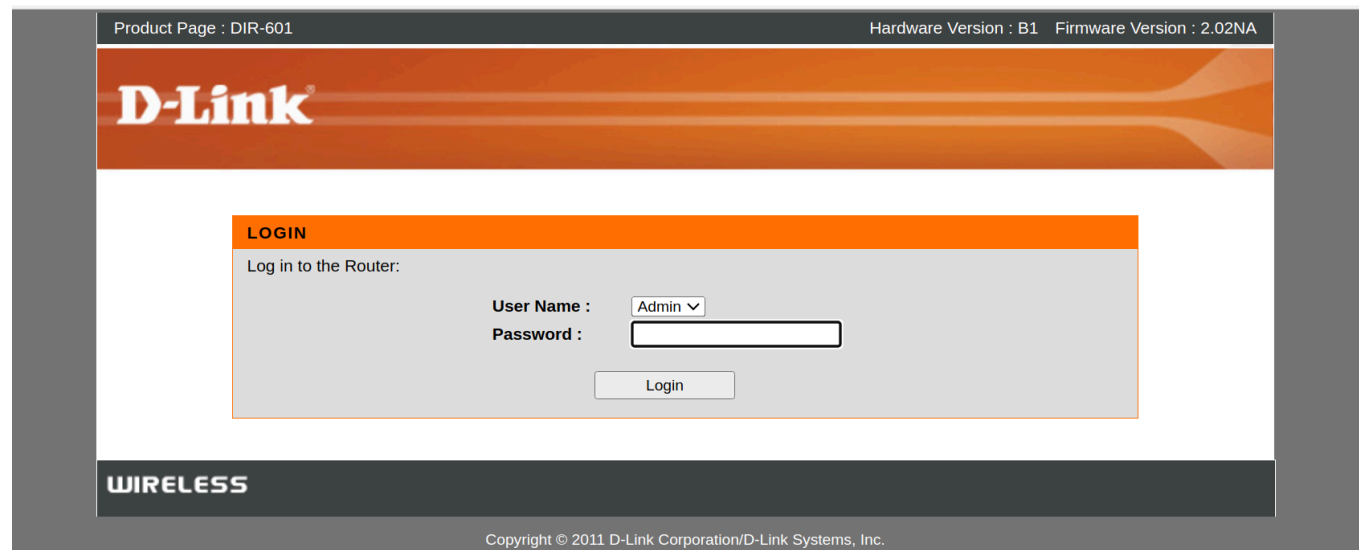 Product Page : DIR-601 Hardware Version : B1 Firmware Version : 2.02NA
D-Link®
LOGIN
Log in to the Router:
User Name : Admin
Password :
Login
WIRELESS
Copyright © 2011 D-Link Corporation/D-Link Systems, Inc.